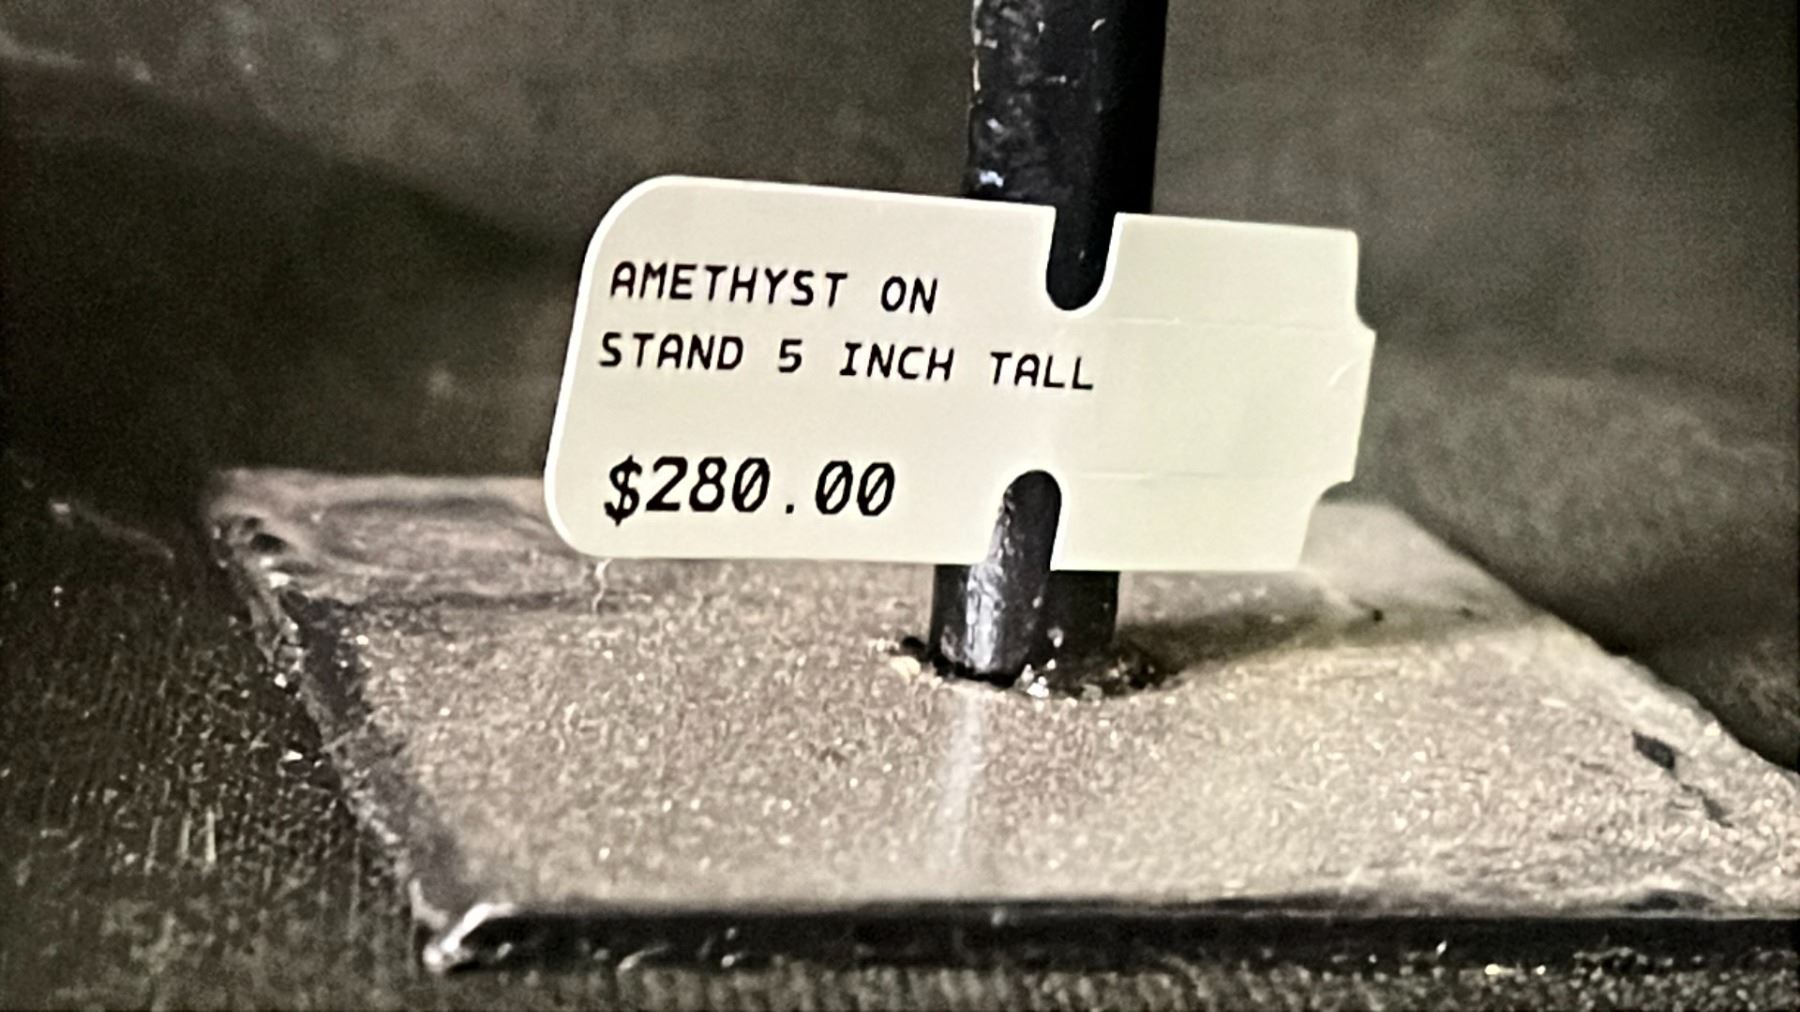 AMETHYST ON
STAND 5 INCH TALL
$280.00